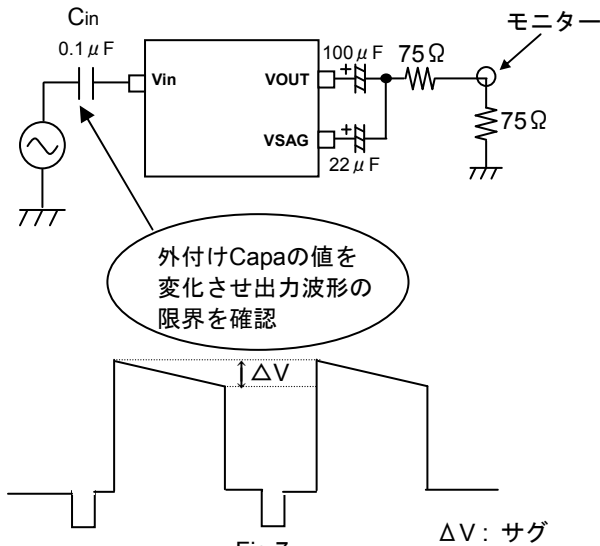 Cin
0.1μF
Vin
VOUT
VSAG
100μF
+
22μF
+
75Ω
モニター
75Ω
外付けCapaの値を
変化させ出力波形の
限界を確認
ΔV
ΔV : サグ